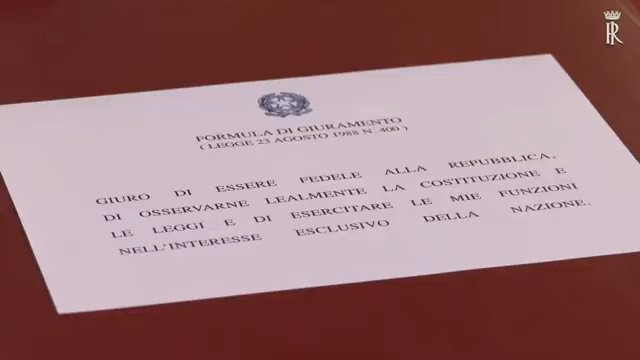 FORMULA DI GIURAMENTO
( LEGGE 23 AGOSTO 1988 N. 400 )
GIURO DI ESSERE FEDELE ALLA REPUBBLICA,
DI OSSERVARNE LEALMENTE LA COSTITUZIONE E
LE LEGGI E DI ESERCITARE LE MIE FUNZIONI
NELL'INTERESSE ESCLUSIVO DELLA NAZIONE.